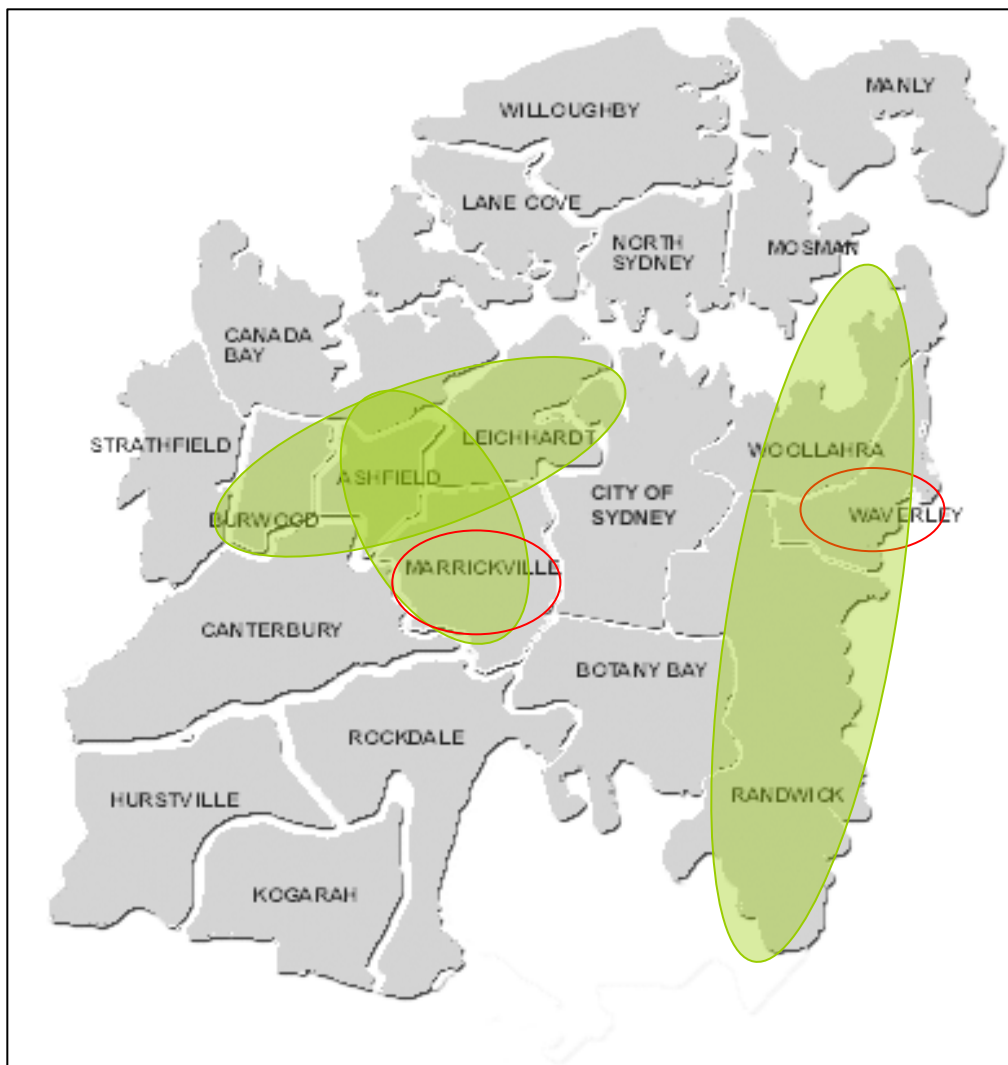 MANLY
WILLOUGHBY
LANE COVE
NORTH
SYDNEY
MOSMAN
CANADA
BAY
STRATHFIELD
LEICHHARDT
WOOLLAHRA
ASHFIELD
CITY OF
SYDNEY
BURWOOD
WAVERLEY
MARRICKVILLE
CANTERBURY
BOTANY BAY
ROCKDALE
HURSTVILLE
RANDWICK
KOGARAH